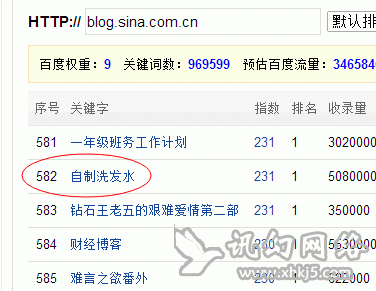 HTTP:// blog.sina.com.cn 默认排
百度权重：9 关键词数：969599 预估百度流量：346584
序号 关键字 指数 排名 收录量
581 一年级班务工作计划 231 1 3020000
582 自制洗发水 231 1 5080000
583 钻石王老五的艰难爱情第二部 231 1 350000
584 财经博客 230 1 5630000
585 难言之欲番外 230 1 622000
讯幻网络
www.xhkj5.com